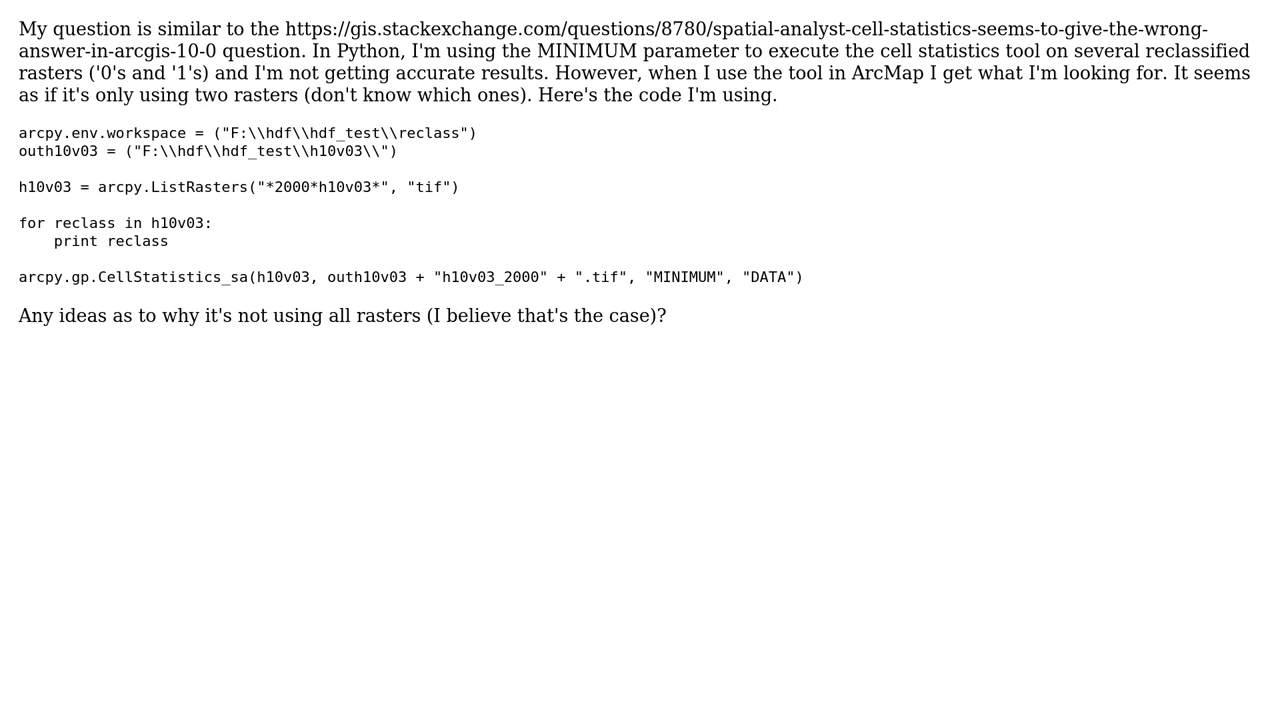 My question is similar to the https://gis.stackexchange.com/questions/8780/spatial-analyst-cell-statistics-seems-to-give-the-wrong-
answer-in-arcgis-10-0 question. In Python, I'm using the MINIMUM parameter to execute the cell statistics tool on several reclassified
rasters ('0's and '1's) and I'm not getting accurate results. However, when I use the tool in ArcMap I get what I'm looking for. It seems
as if it's only using two rasters (don't know which ones). Here's the code I'm using.
arcpy.env.workspace = ("F:\\hdf\\hdf_test\\reclass")
outh10v03 = ("F:\\hdf\\hdf_test\\h10v03\\")
h10v03 = arcpy.ListRasters("*2000*h10v03*", "tif")
for reclass in h10v03:
    print reclass
arcpy.gp.CellStatistics_sa(h10v03, outh10v03 + "h10v03_2000" + ".tif", "MINIMUM", "DATA")
Any ideas as to why it's not using all rasters (I believe that's the case)?